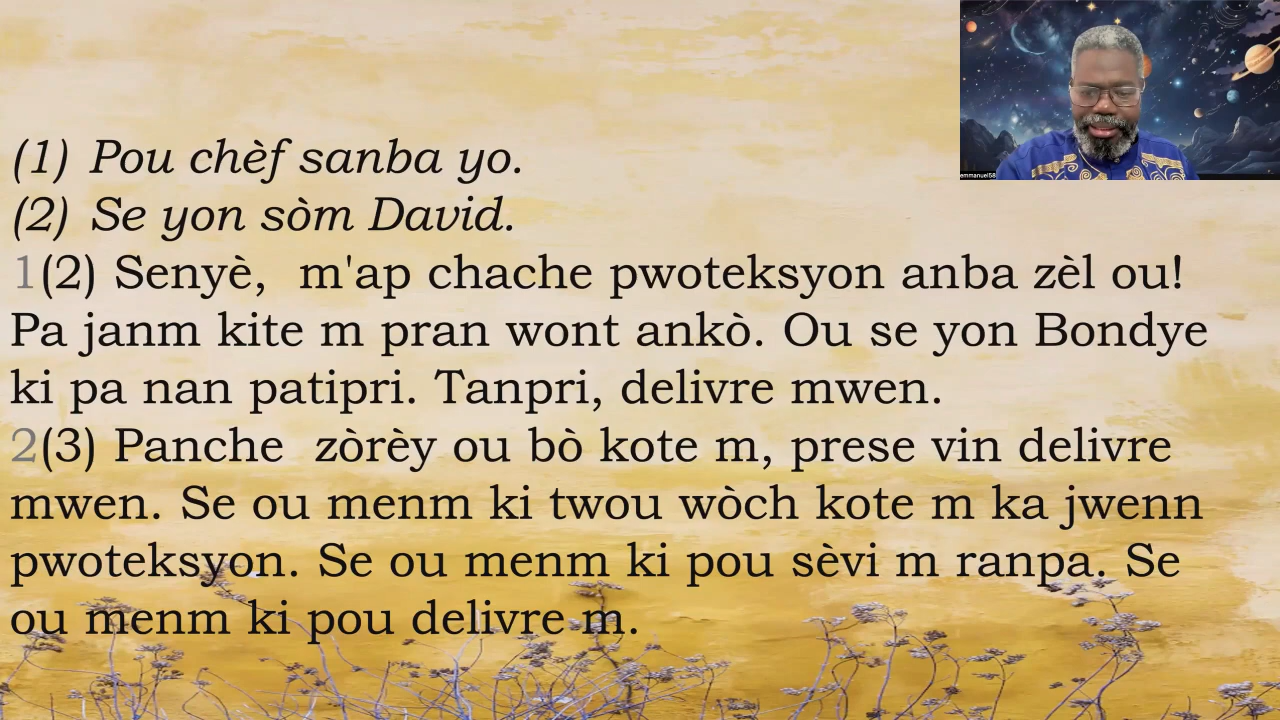 (1) Pou chèf sanba yo.
(2) Se yon sòm David.
1(2) Senyè, m'ap chache pwoteksyon anba zèl ou!
Pa janm kite m pran wont ankò. Ou se yon Bondye
ki pa nan patipri. Tanpri, delivre mwen.
2(3) Panche zòrèy ou bò kote m, prese vin delivre
mwen. Se ou menm ki twou wòch kote m ka jwenn
pwoteksyon. Se ou menm ki pou sèvi m ranpa. Se
ou menm ki pou delivre m.
emmanuel58